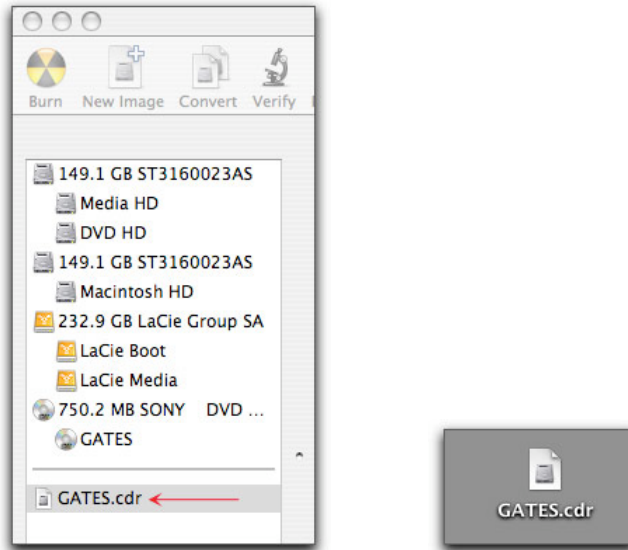 Burn New Image Convert Verify
149.1 GB ST3160023AS
Media HD
DVD HD
149.1 GB ST3160023AS
Macintosh HD
232.9 GB LaCie Group SA
LaCie Boot
LaCie Media
750.2 MB SONY DVD ...
GATES
GATES.cdr
GATES.cdr